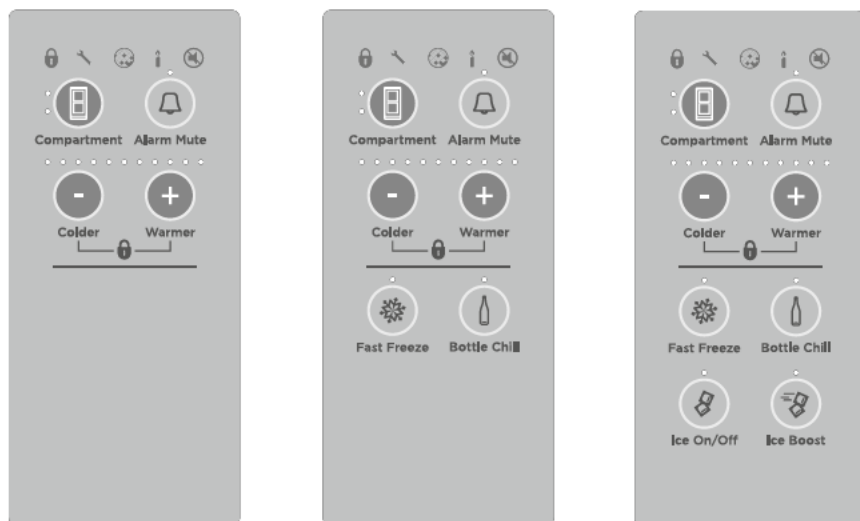 Compartment Alarm Mute
- +
Colder Warmer
Compartment Alarm Mute
- +
Colder Warmer
Fast Freeze Bottle Chill
Compartment Alarm Mute
- +
Colder Warmer
Fast Freeze Bottle Chill
Ice On/Off Ice Boost